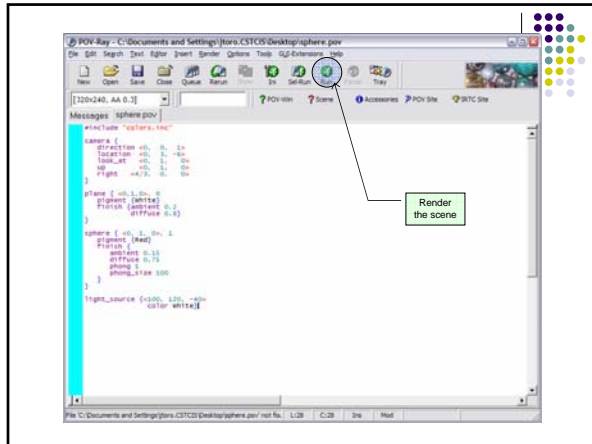 POV-Ray - C:\Documents and Settings\jtoro.CSTCIS\Desktop\sphere.pov
File Edit Search Text Editor Insert Render Options Tools GUI-Extensions Help
New Open Save Close Queue Rerun Show Ini Sel-Run Run Pause Tray
[320x240, AA 0.3] POV-Win Scene Accessories POV Site IRTC Site
Messages sphere.pov
#include "colors.inc"
camera {
direction <0, 0, 1>
location <0, 3, -6>
look_at <0, 1, 0>
up <0, 1, 0>
right <4/3, 0, 0>
}
plane { <0,1,0>, 0
pigment {White}
finish {ambient 0.2
diffuse 0.8}
}
sphere { <0, 1, 0>, 1
pigment {Red}
finish {
ambient 0.15
diffuse 0.75
phong 1
phong_size 100
}
}
light_source {<100, 120, -40>
color White}
Render
the scene
File 'C:\Documents and Settings\jtoro.CSTCIS\Desktop\sphere.pov' not L:28 C:28 Ins Mod